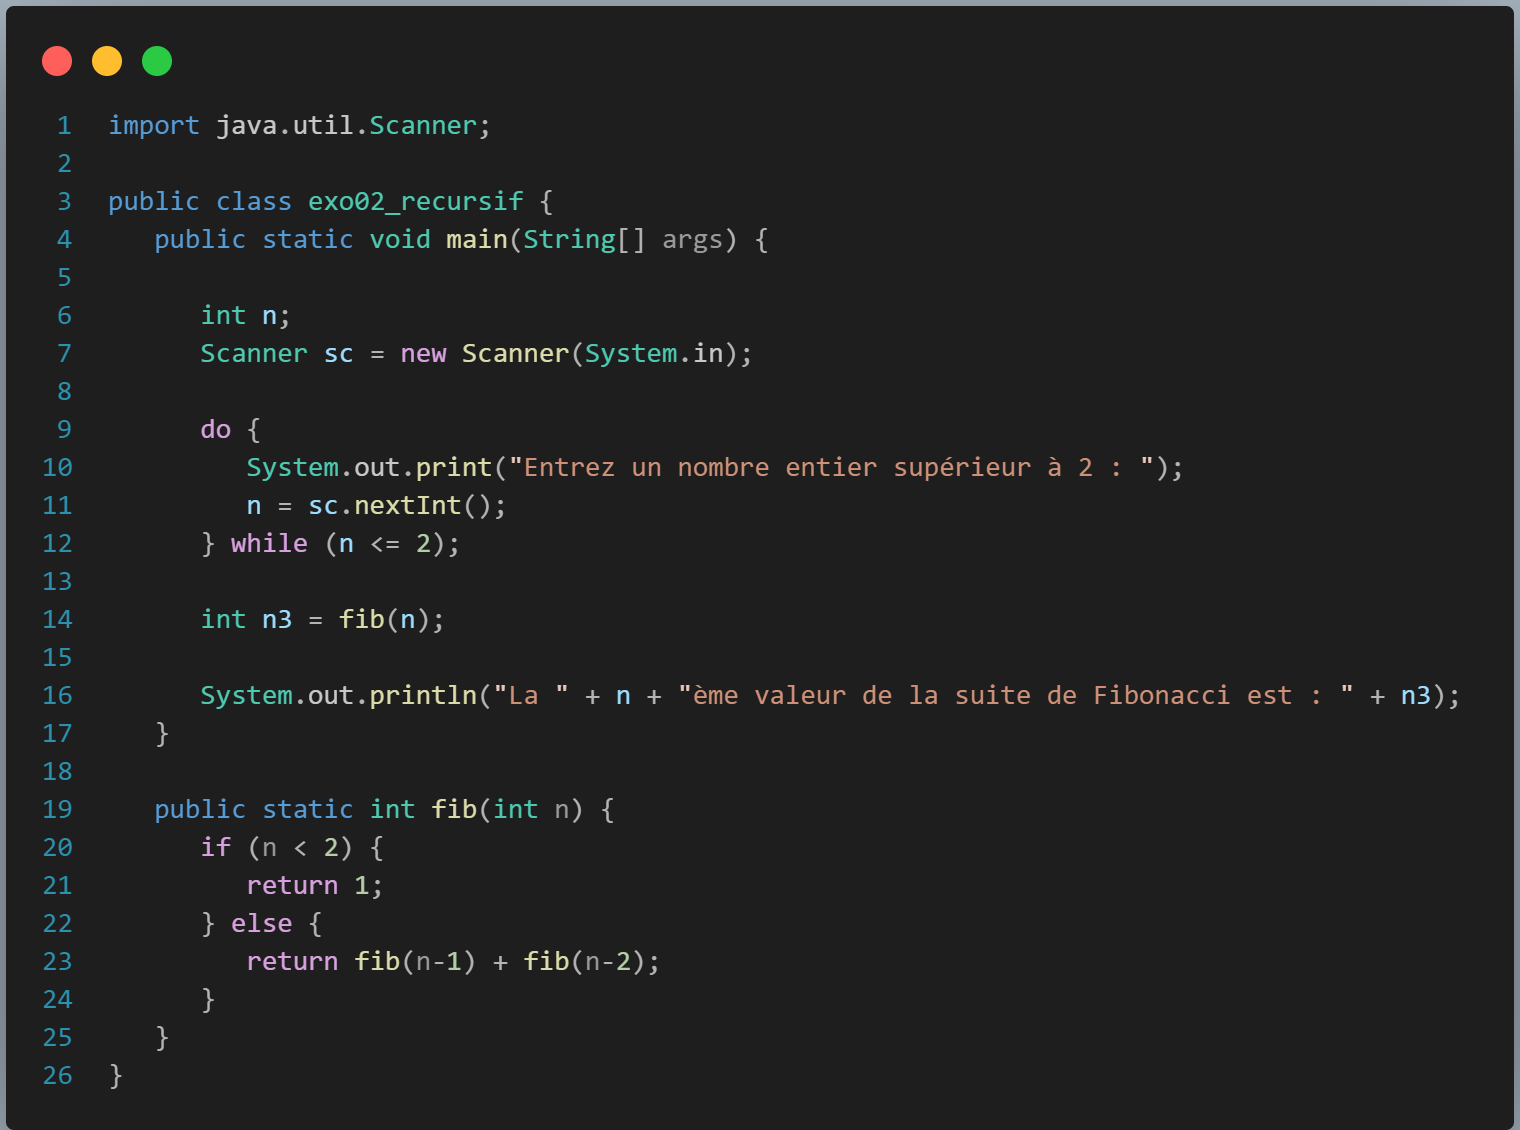 1 import java.util.Scanner;
2
3 public class exo02_recursif {
4    public static void main(String[] args) {
5
6       int n;
7       Scanner sc = new Scanner(System.in);
8
9       do {
10          System.out.print("Entrez un nombre entier supérieur à 2 : ");
11          n = sc.nextInt();
12       } while (n <= 2);
13
14       int n3 = fib(n);
15
16       System.out.println("La " + n + "ème valeur de la suite de Fibonacci est : " + n3);
17    }
18
19    public static int fib(int n) {
20       if (n < 2) {
21          return 1;
22       } else {
23          return fib(n-1) + fib(n-2);
24       }
25    }
26 }